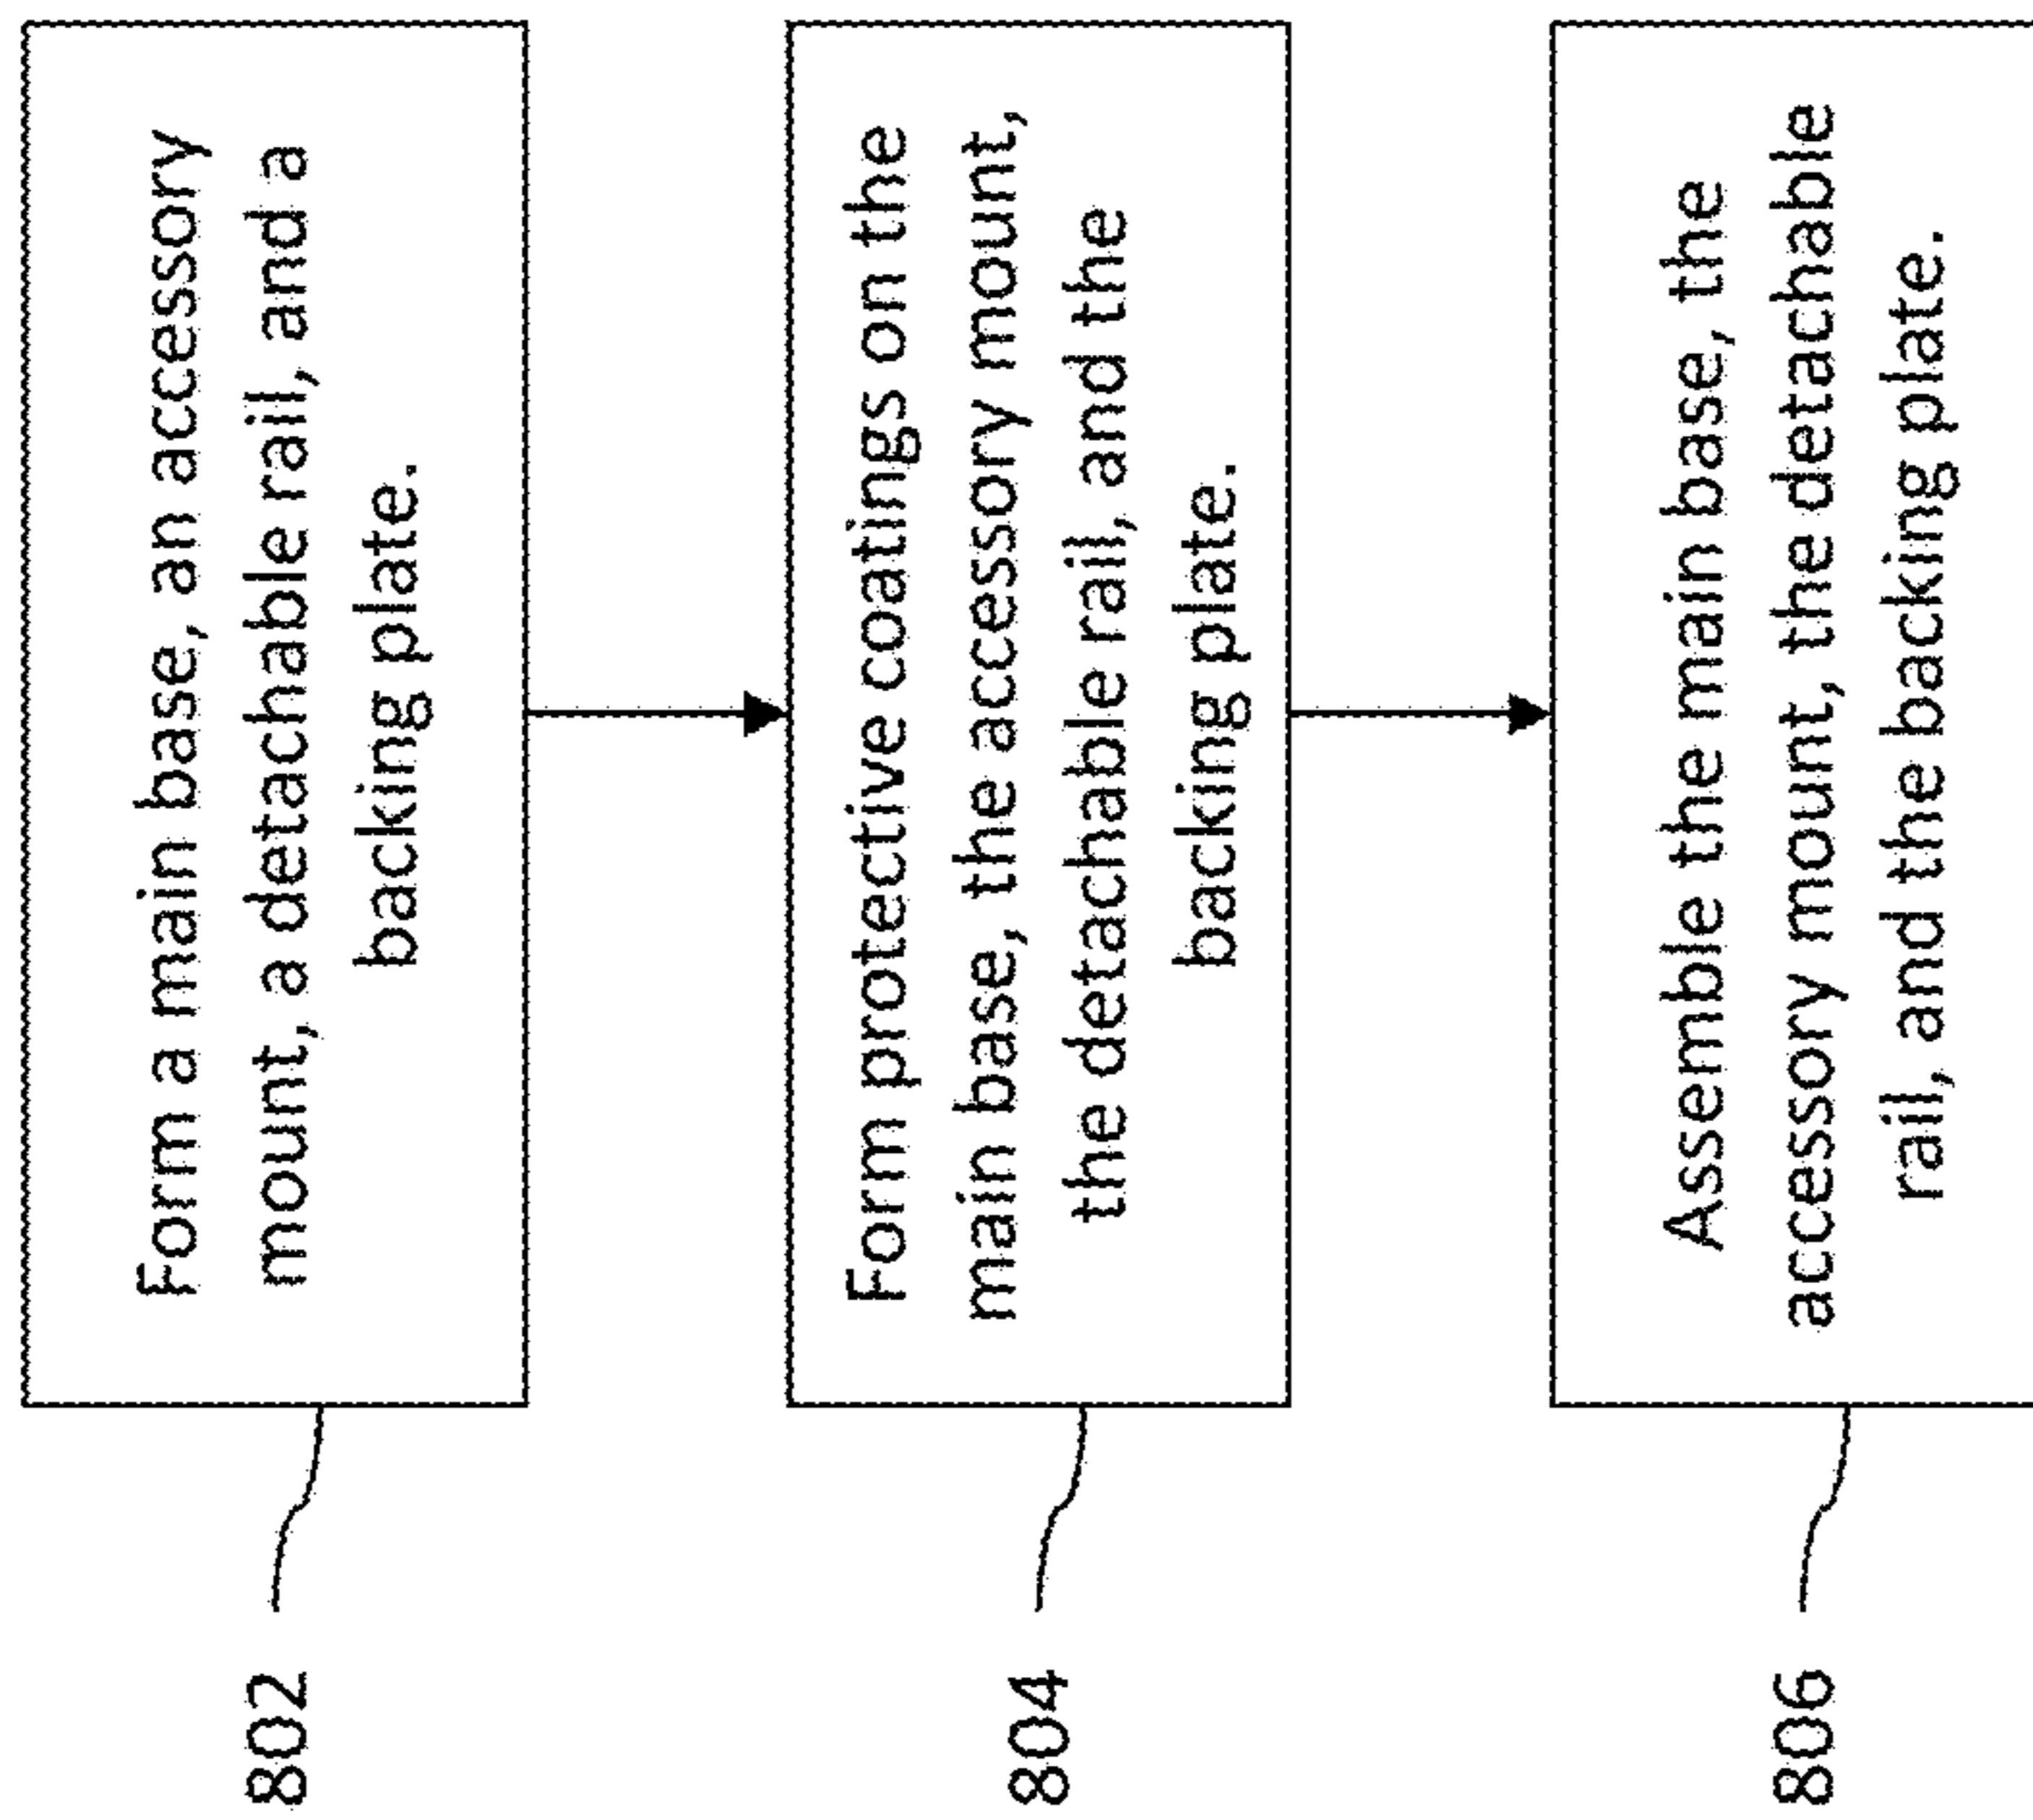 802
Form a main base, an accessory
mount, a detachable rail, and a
backing plate.
804
Form protective coatings on the
main base, the accessory mount,
the detachable rail, and the
backing plate.
806
Assemble the main base, the
accessory mount, the detachable
rail, and the backing plate.